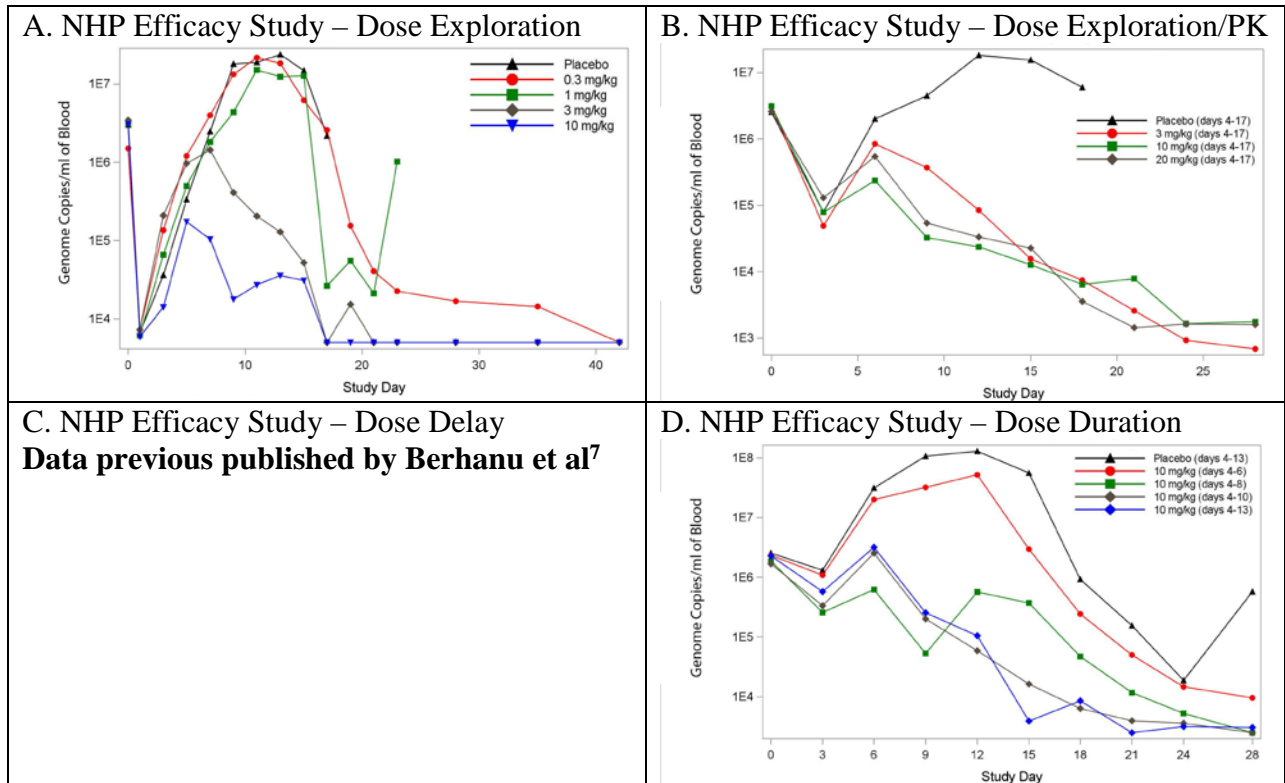 A. NHP Efficacy Study – Dose Exploration
Genome Copies/ml of Blood
1E7
1E6
1E5
1E4
0
10
20
30
40
Study Day
Placebo
0.3 mg/kg
1 mg/kg
3 mg/kg
10 mg/kg
B. NHP Efficacy Study – Dose Exploration/PK
Genome Copies/ml of Blood
1E7
1E6
1E5
1E4
1E3
0
5
10
15
20
25
Study Day
Placebo (days 4-17)
3 mg/kg (days 4-17)
10 mg/kg (days 4-17)
20 mg/kg (days 4-17)
C. NHP Efficacy Study – Dose Delay
Data previous published by Berhanu et al⁷
D. NHP Efficacy Study – Dose Duration
Genome Copies/ml of Blood
1E8
1E7
1E6
1E5
1E4
0
3
6
9
12
15
18
21
24
28
Study Day
Placebo (days 4-13)
10 mg/kg (days 4-6)
10 mg/kg (days 4-8)
10 mg/kg (days 4-10)
10 mg/kg (days 4-13)